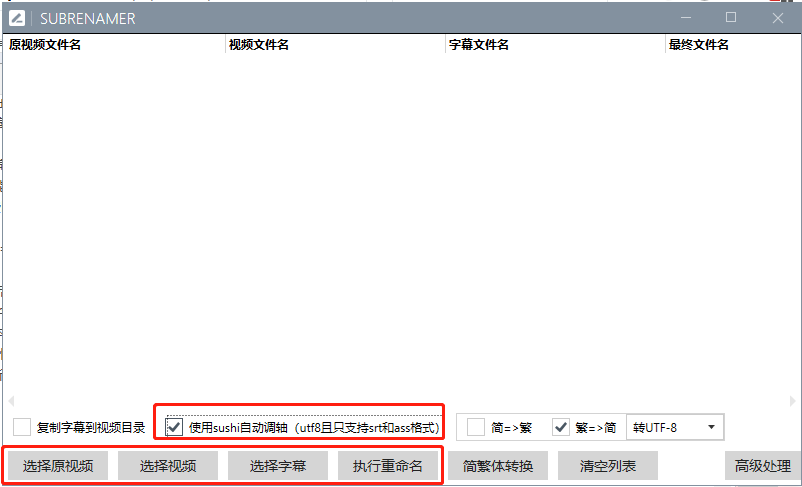 SUBRENAMER
原视频文件名 视频文件名 字幕文件名 最终文件名
复制字幕到视频目录 使用sushi自动调轴（utf8且只支持srt和ass格式） 简=>繁 繁=>简 转UTF-8
选择原视频 选择视频 选择字幕 执行重命名 简繁体转换 清空列表 高级处理